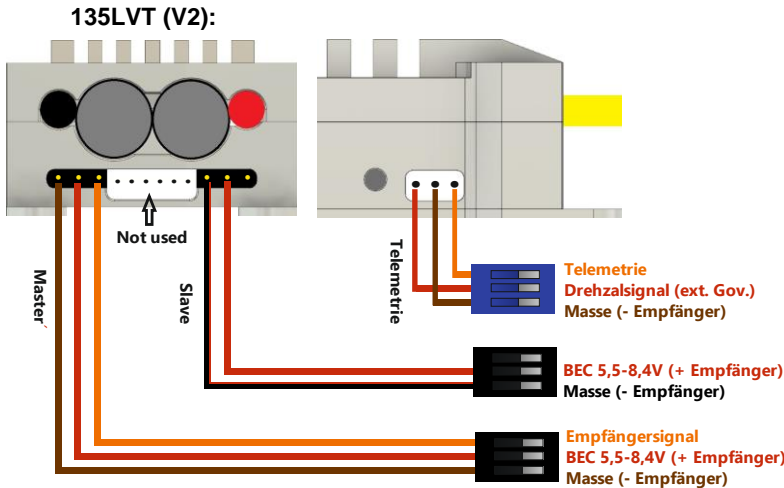 135LVT (V2):
Not used
Master´
Slave
Telemetrie
Telemetrie
Drehzalsignal (ext. Gov.)
Masse (- Empfänger)
BEC 5,5-8,4V (+ Empfänger)
Masse (- Empfänger)
Empfängersignal
BEC 5,5-8,4V (+ Empfänger)
Masse (- Empfänger)